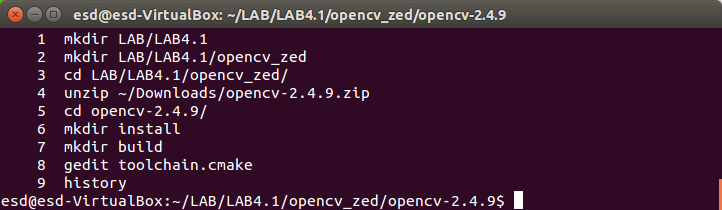 esd@esd-VirtualBox: ~/LAB/LAB4.1/opencv_zed/opencv-2.4.9
1 mkdir LAB/LAB4.1
2 mkdir LAB/LAB4.1/opencv_zed
3 cd LAB/LAB4.1/opencv_zed/
4 unzip ~/Downloads/opencv-2.4.9.zip
5 cd opencv-2.4.9/
6 mkdir install
7 mkdir build
8 gedit toolchain.cmake
9 history
esd@esd-VirtualBox:~/LAB/LAB4.1/opencv_zed/opencv-2.4.9$